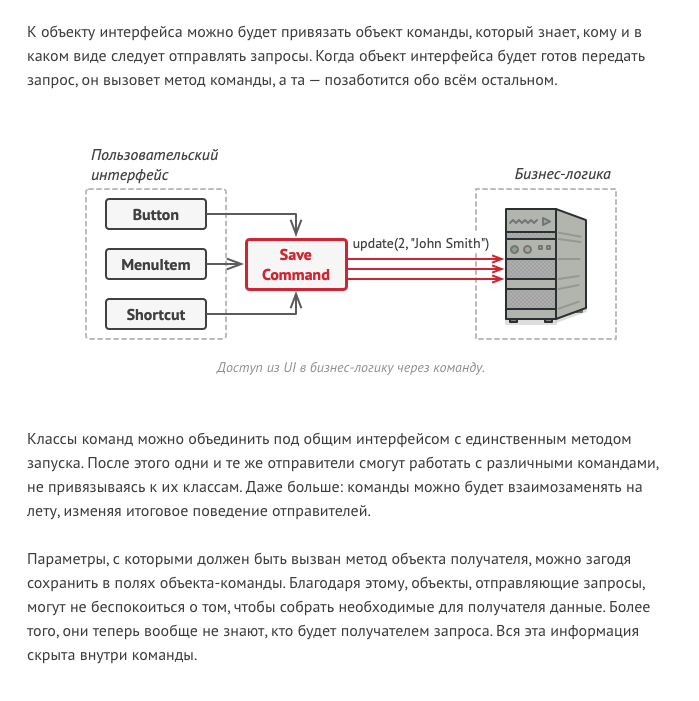 К объекту интерфейса можно будет привязать объект команды, который знает, кому и в
каком виде следует отправлять запросы. Когда объект интерфейса будет готов передать
запрос, он вызовет метод команды, а та — позаботится обо всём остальном.
Пользовательский
интерфейс
Бизнес-логика
Button
MenuItem
Shortcut
Save
Command
update(2, "John Smith")
Доступ из UI в бизнес-логику через команду.
Классы команд можно объединить под общим интерфейсом с единственным методом
запуска. После этого одни и те же отправители смогут работать с различными командами,
не привязываясь к их классам. Даже больше: команды можно будет взаимозаменять на
лету, изменяя итоговое поведение отправителей.
Параметры, с которыми должен быть вызван метод объекта получателя, можно загодя
сохранить в полях объекта-команды. Благодаря этому, объекты, отправляющие запросы,
могут не беспокоиться о том, чтобы собрать необходимые для получателя данные. Более
того, они теперь вообще не знают, кто будет получателем запроса. Вся эта информация
скрыта внутри команды.